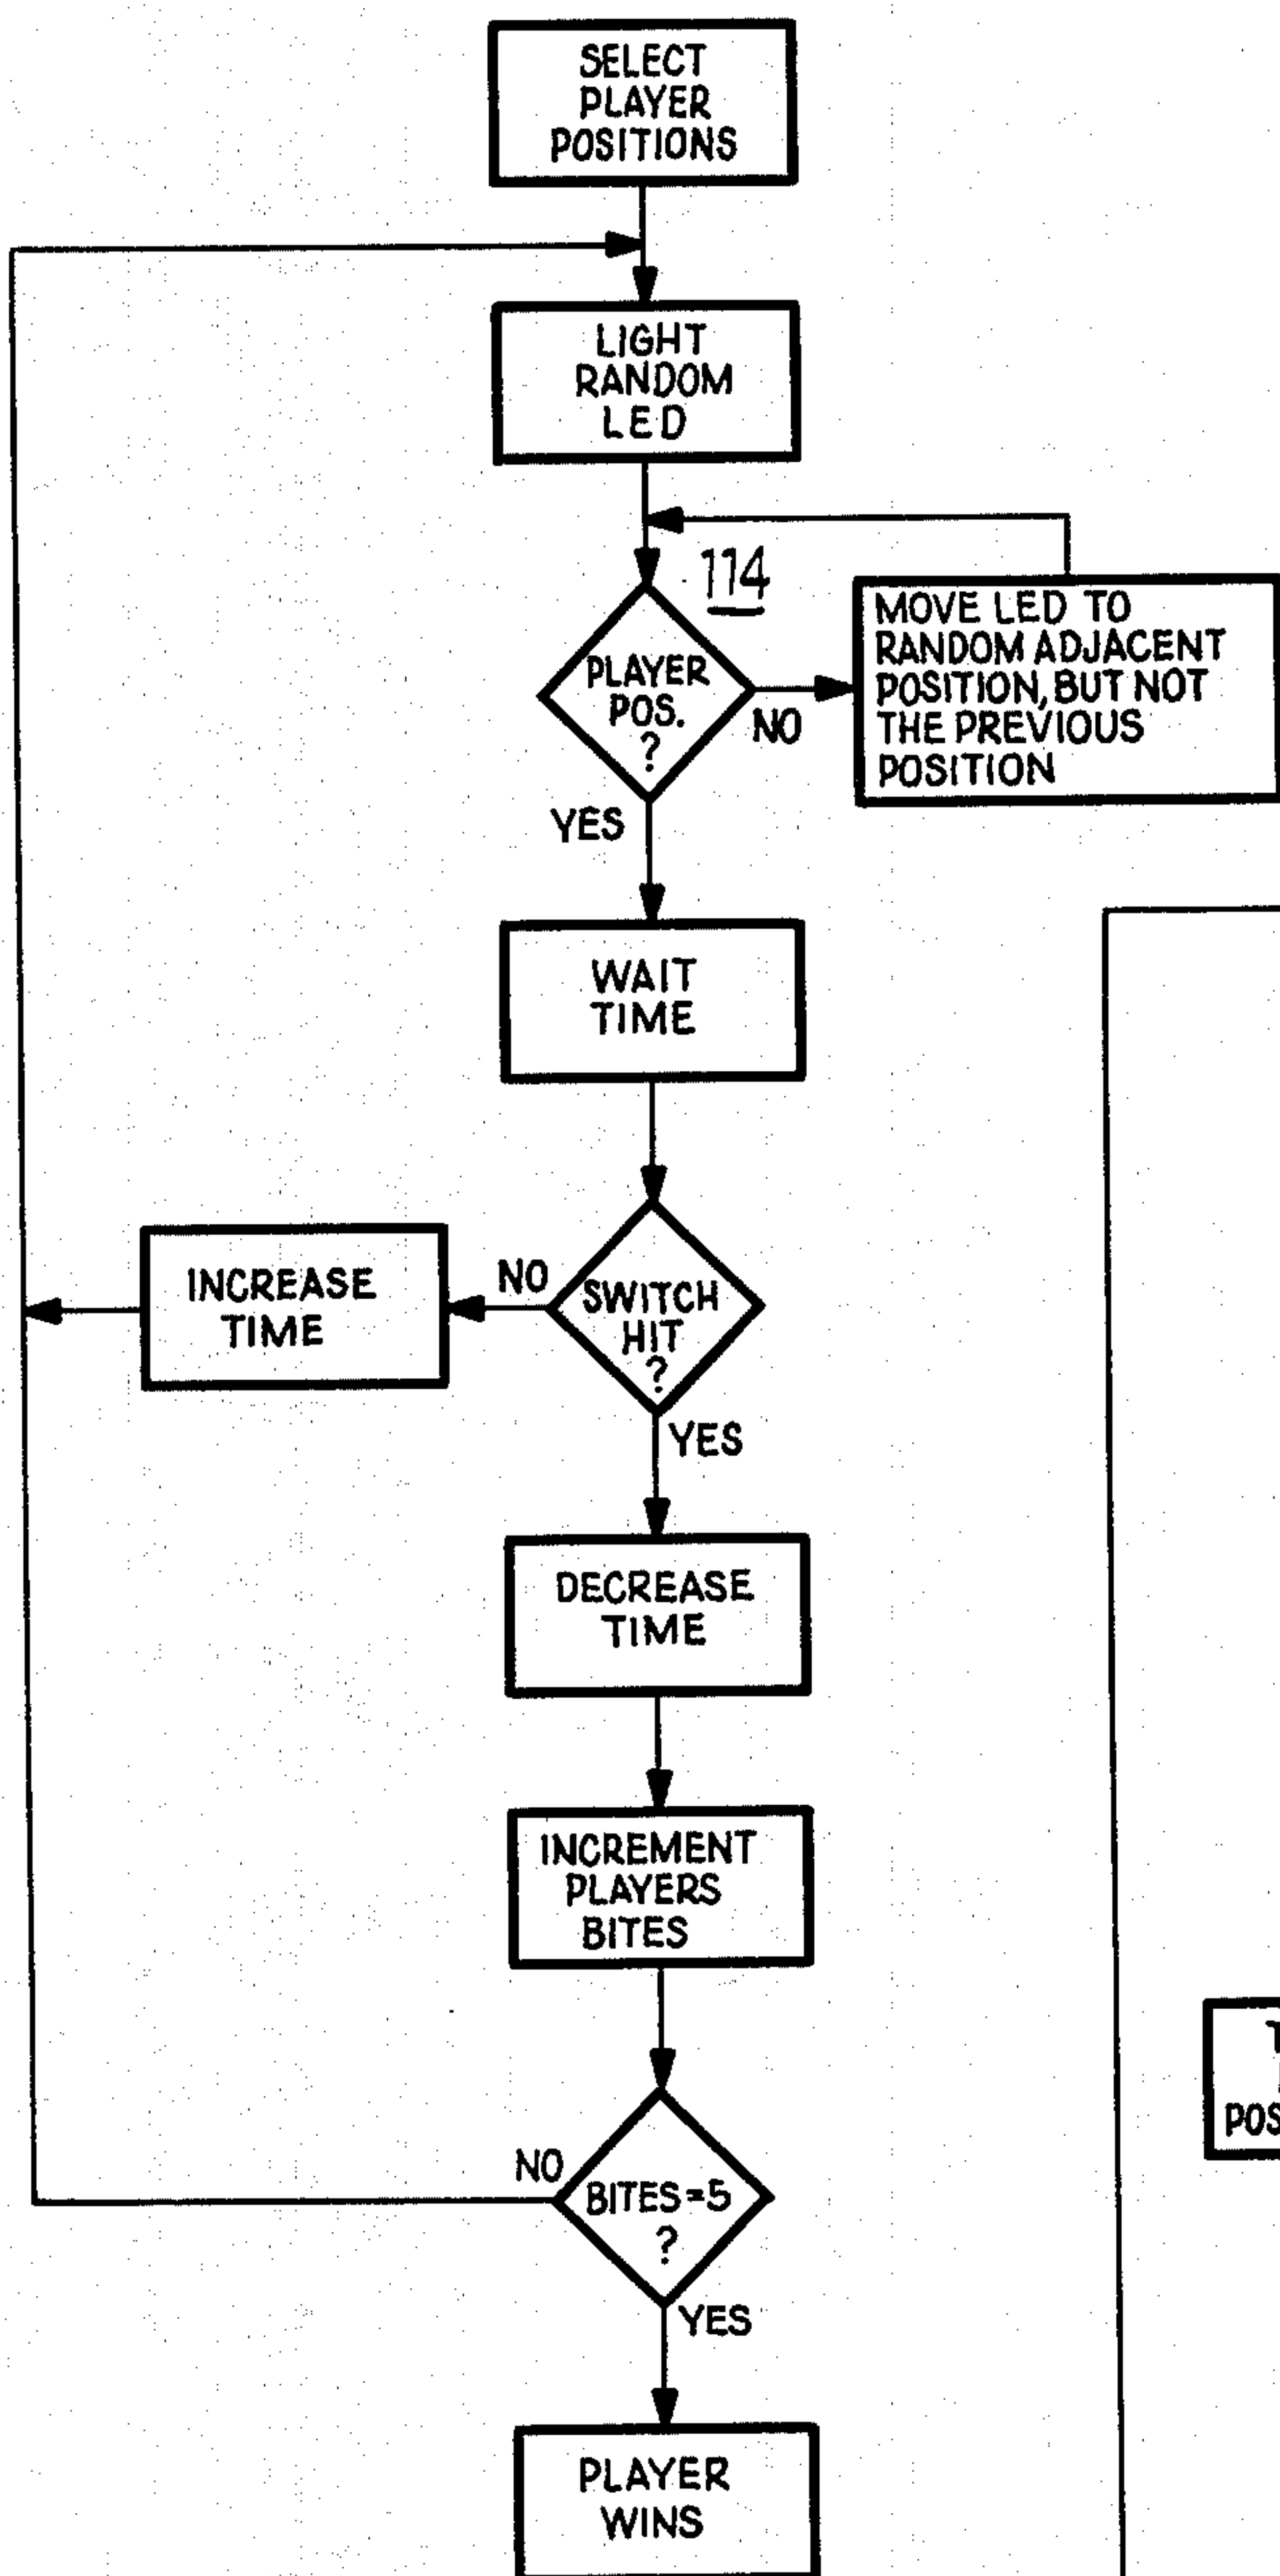 SELECT
PLAYER
POSITIONS
LIGHT
RANDOM
LED
114
PLAYER
POS.
?
NO
MOVE LED TO
RANDOM ADJACENT
POSITION, BUT NOT
THE PREVIOUS
POSITION
YES
WAIT
TIME
INCREASE
TIME
NO
SWITCH
HIT
?
YES
DECREASE
TIME
INCREMENT
PLAYERS
BITES
NO
BITES=5
?
YES
PLAYER
WINS